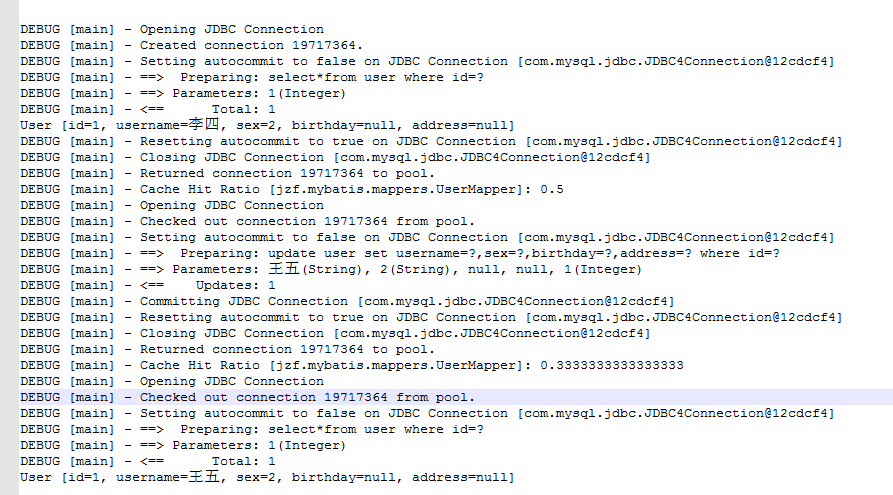 DEBUG [main] - Opening JDBC Connection
DEBUG [main] - Created connection 19717364.
DEBUG [main] - Setting autocommit to false on JDBC Connection [com.mysql.jdbc.JDBC4Connection@12cdcf4]
DEBUG [main] - ==>  Preparing: select*from user where id=?
DEBUG [main] - ==> Parameters: 1(Integer)
DEBUG [main] - <==      Total: 1
User [id=1, username=李四, sex=2, birthday=null, address=null]
DEBUG [main] - Resetting autocommit to true on JDBC Connection [com.mysql.jdbc.JDBC4Connection@12cdcf4]
DEBUG [main] - Closing JDBC Connection [com.mysql.jdbc.JDBC4Connection@12cdcf4]
DEBUG [main] - Returned connection 19717364 to pool.
DEBUG [main] - Cache Hit Ratio [jzf.mybatis.mappers.UserMapper]: 0.5
DEBUG [main] - Opening JDBC Connection
DEBUG [main] - Checked out connection 19717364 from pool.
DEBUG [main] - Setting autocommit to false on JDBC Connection [com.mysql.jdbc.JDBC4Connection@12cdcf4]
DEBUG [main] - ==>  Preparing: update user set username=?,sex=?,birthday=?,address=? where id=?
DEBUG [main] - ==> Parameters: 王五(String), 2(String), null, null, 1(Integer)
DEBUG [main] - <==    Updates: 1
DEBUG [main] - Committing JDBC Connection [com.mysql.jdbc.JDBC4Connection@12cdcf4]
DEBUG [main] - Resetting autocommit to true on JDBC Connection [com.mysql.jdbc.JDBC4Connection@12cdcf4]
DEBUG [main] - Closing JDBC Connection [com.mysql.jdbc.JDBC4Connection@12cdcf4]
DEBUG [main] - Returned connection 19717364 to pool.
DEBUG [main] - Cache Hit Ratio [jzf.mybatis.mappers.UserMapper]: 0.3333333333333333
DEBUG [main] - Opening JDBC Connection
DEBUG [main] - Checked out connection 19717364 from pool.
DEBUG [main] - Setting autocommit to false on JDBC Connection [com.mysql.jdbc.JDBC4Connection@12cdcf4]
DEBUG [main] - ==>  Preparing: select*from user where id=?
DEBUG [main] - ==> Parameters: 1(Integer)
DEBUG [main] - <==      Total: 1
User [id=1, username=王五, sex=2, birthday=null, address=null]